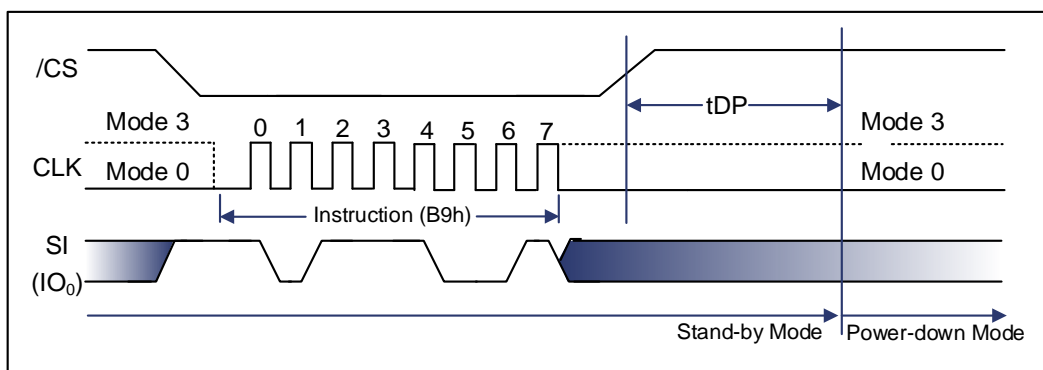 /CS
tDP
Mode 3 Mode 3
0 1 2 3 4 5 6 7
CLK Mode 0 Mode 0
Instruction (B9h)
SI
(IO₀)
Stand-by Mode Power-down Mode